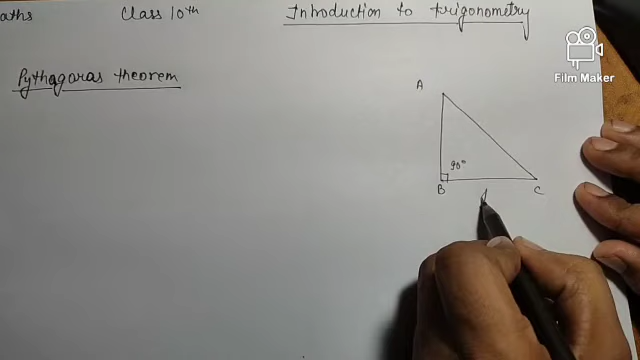 aths Class 10th Introduction to trigonometry
Pythagoras theorem
Film Maker
A
90°
B C